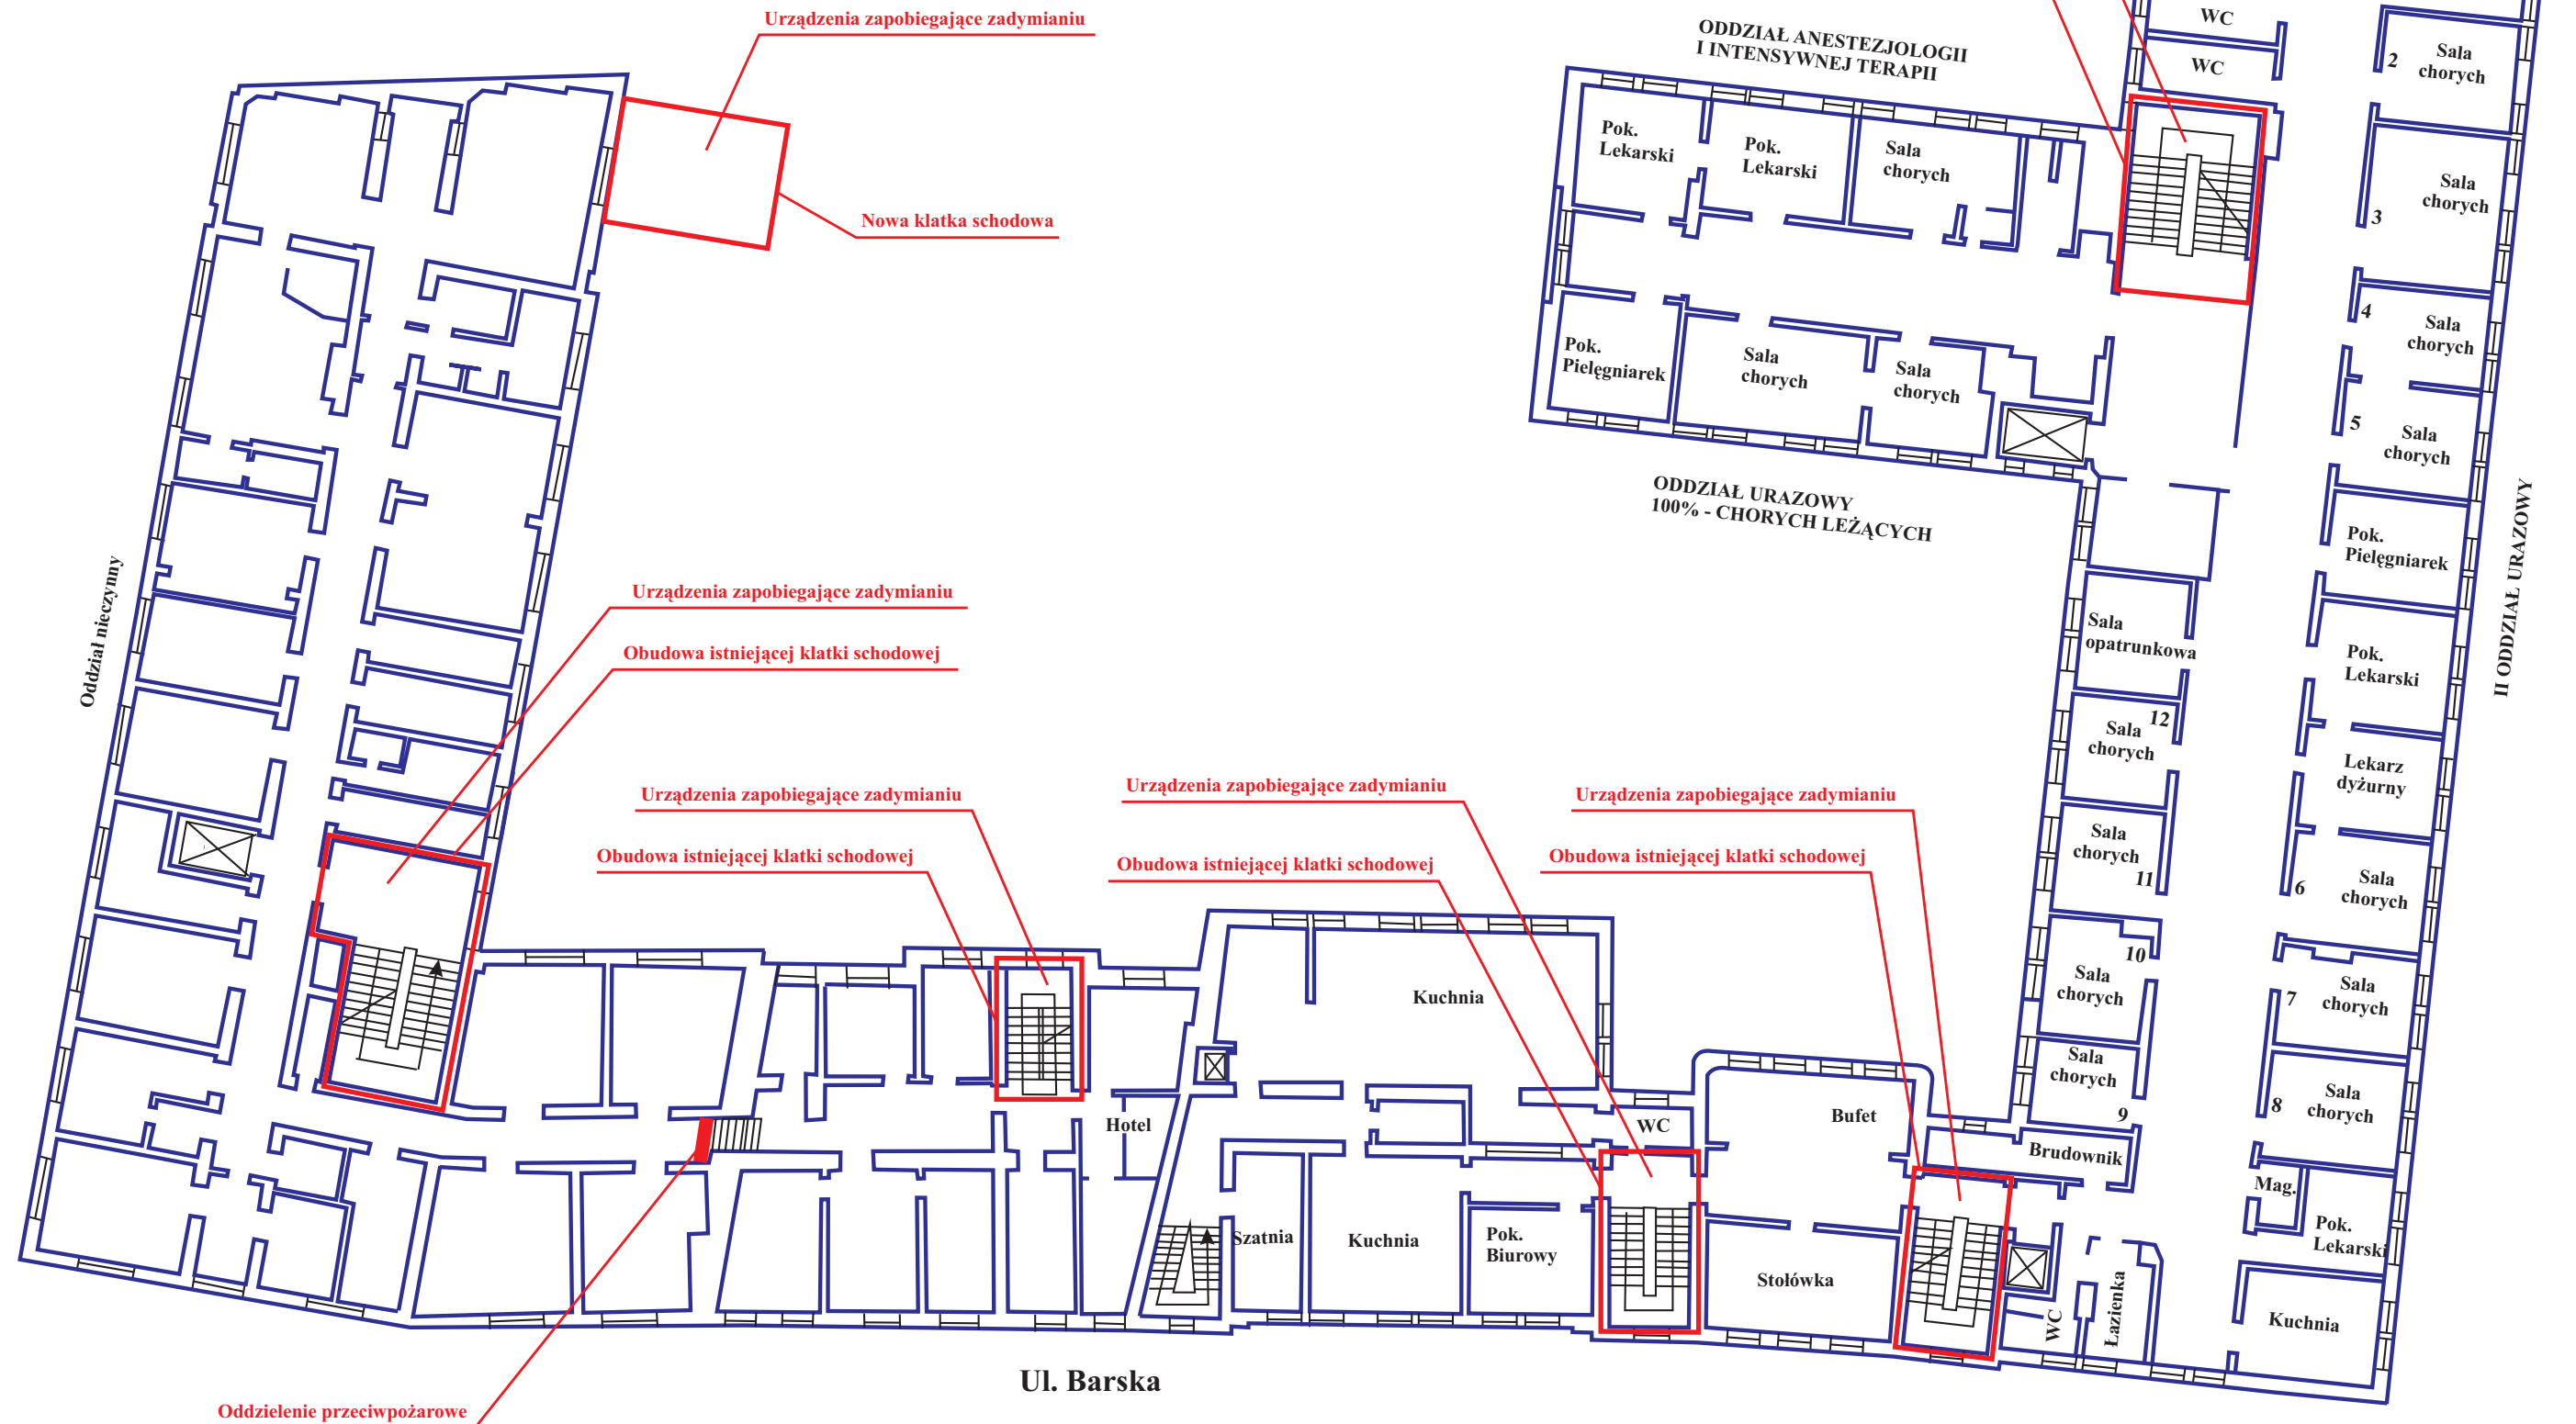 Urządzenia zapobiegające zadymianiu
Nowa klatka schodowa
ODDZIAŁ ANESTEZJOLOGII
I INTENSYWNEJ TERAPII
WC
WC
2
Sala
chorych
Pok.
Lekarski
Pok.
Lekarski
Sala
chorych
3
Sala
chorych
4
Sala
chorych
Pok.
Pielęgniarek
Sala
chorych
Sala
chorych
5
Sala
chorych
ODDZIAŁ URAZOWY
100% - CHORYCH LEŻĄCYCH
II ODDZIAŁ URAZOWY
Pok.
Pielęgniarek
Oddział nieczynny
Urządzenia zapobiegające zadymianiu
Obudowa istniejącej klatki schodowej
Sala
opatrunkowa
Pok.
Lekarski
12
Sala
chorych
Lekarz
dyżurny
Urządzenia zapobiegające zadymianiu
Obudowa istniejącej klatki schodowej
Urządzenia zapobiegające zadymianiu
Obudowa istniejącej klatki schodowej
Urządzenia zapobiegające zadymianiu
Obudowa istniejącej klatki schodowej
Sala
chorych
11
6
Sala
chorych
10
Sala
chorych
7
Sala
chorych
Kuchnia
Sala
chorych
9
8
Sala
chorych
Hotel
WC
Bufet
Brudownik
Mag.
Pok.
Lekarski
Szatnia
Kuchnia
Pok.
Biurowy
Stołówka
WC
Łazienka
Kuchnia
Ul. Barska
Oddzielenie przeciwpożarowe